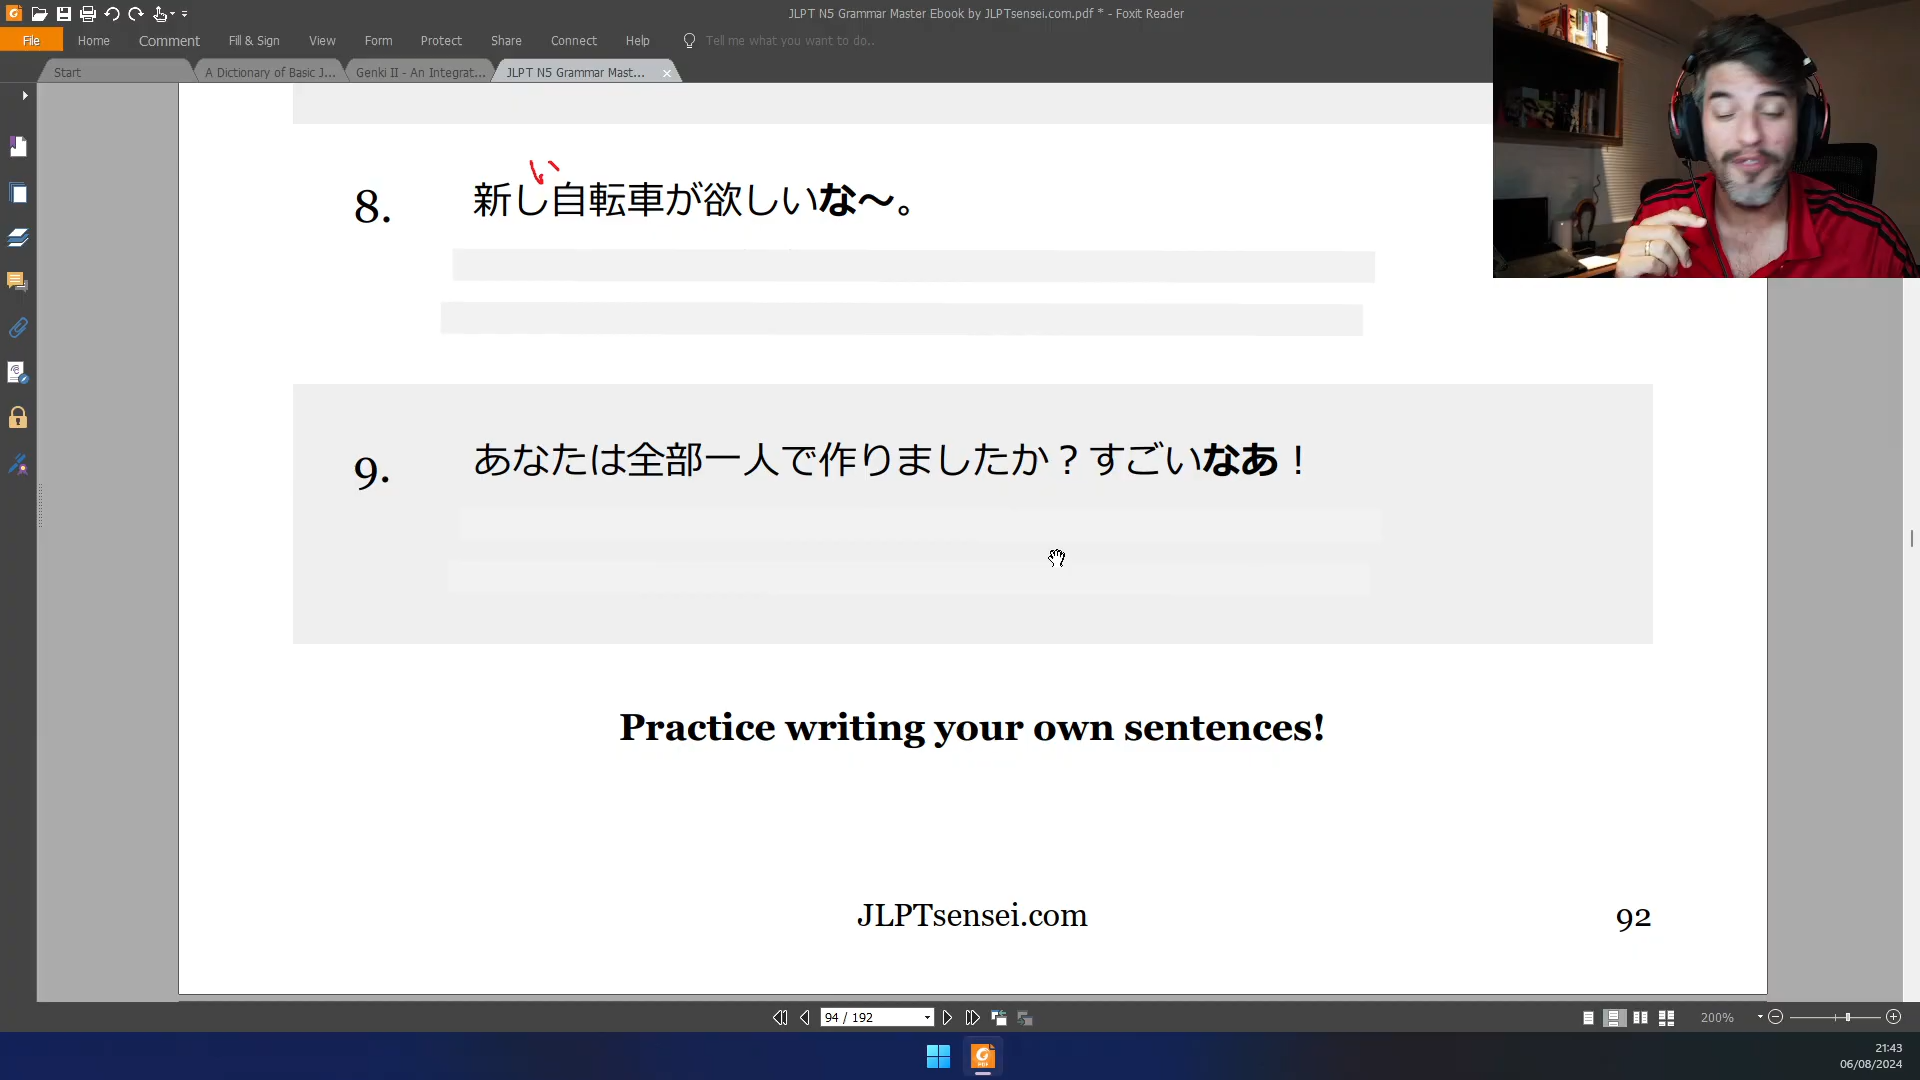 JLPT N5 Grammar Master Ebook by JLPTsensei.com.pdf * - Foxit Reader
File Home Comment Fill & Sign View Form Protect Share Connect Help Tell me what you want to do..
Start A Dictionary of Basic J... Genki II - An Integrat... JLPT N5 Grammar Mast...
い
8. 新し自転車が欲しいな〜。
9. あなたは全部一人で作りましたか？すごいなあ！
Practice writing your own sentences!
JLPTsensei.com 92
94 / 192 200%
21:43
06/08/2024